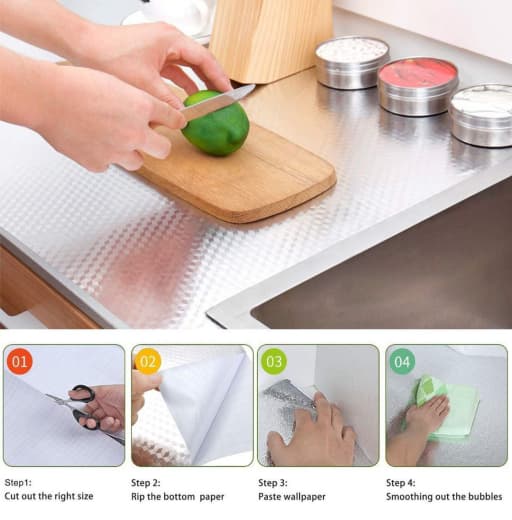 01
02
03
04
Step1:
Cut out the right size
Step 2:
Rip the bottom paper
Step 3:
Paste wallpaper
Step 4:
Smoothing out the bubbles